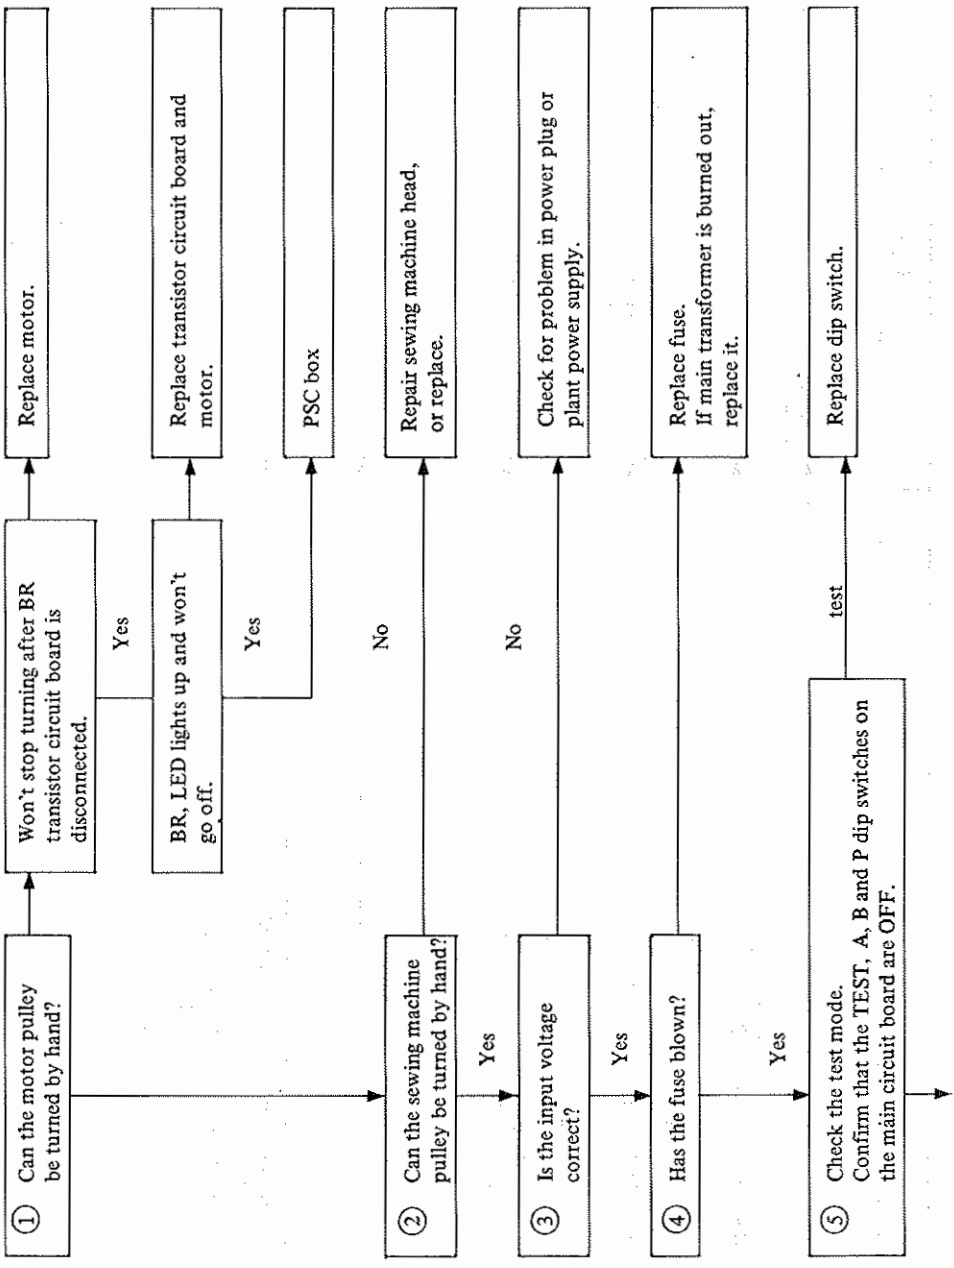 ① Can the motor pulley
be turned by hand?
Won't stop turning after BR
transistor circuit board is
disconnected.
Replace motor.
Yes
BR, LED lights up and won't
go off.
Replace transistor circuit board and
motor.
Yes
PSC box
② Can the sewing machine
pulley be turned by hand?
No
Repair sewing machine head,
or replace.
Yes
③ Is the input voltage
correct?
No
Check for problem in power plug or
plant power supply.
Yes
④ Has the fuse blown?
Replace fuse.
If main transformer is burned out,
replace it.
Yes
⑤ Check the test mode.
Confirm that the TEST, A, B and P dip switches on
the main circuit board are OFF.
test
Replace dip switch.